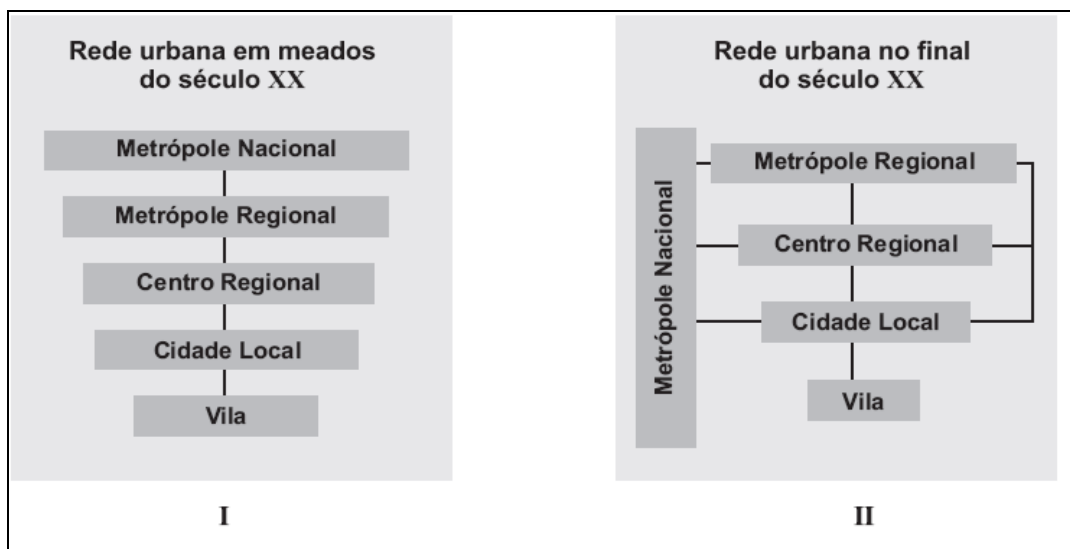 Rede urbana em meados
do século XX
Metrópole Nacional
Metrópole Regional
Centro Regional
Cidade Local
Vila
I
Rede urbana no final
do século XX
Metrópole Nacional
Metrópole Regional
Centro Regional
Cidade Local
Vila
II